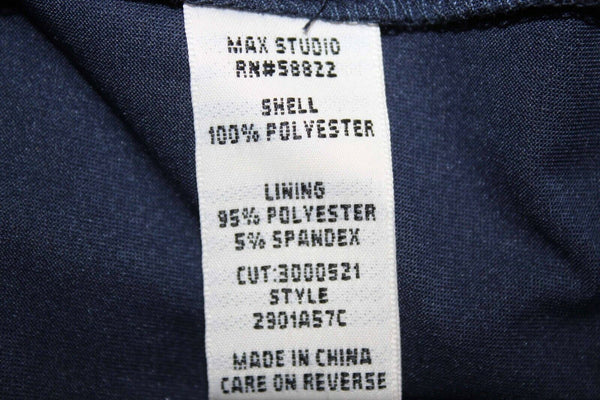 MAX STUDIO
RN#58822
SHELL
100% POLYESTER
LINING
95% POLYESTER
5% SPANDEX
CUT:3000521
STYLE
2901A57C
MADE IN CHINA
CARE ON REVERSE